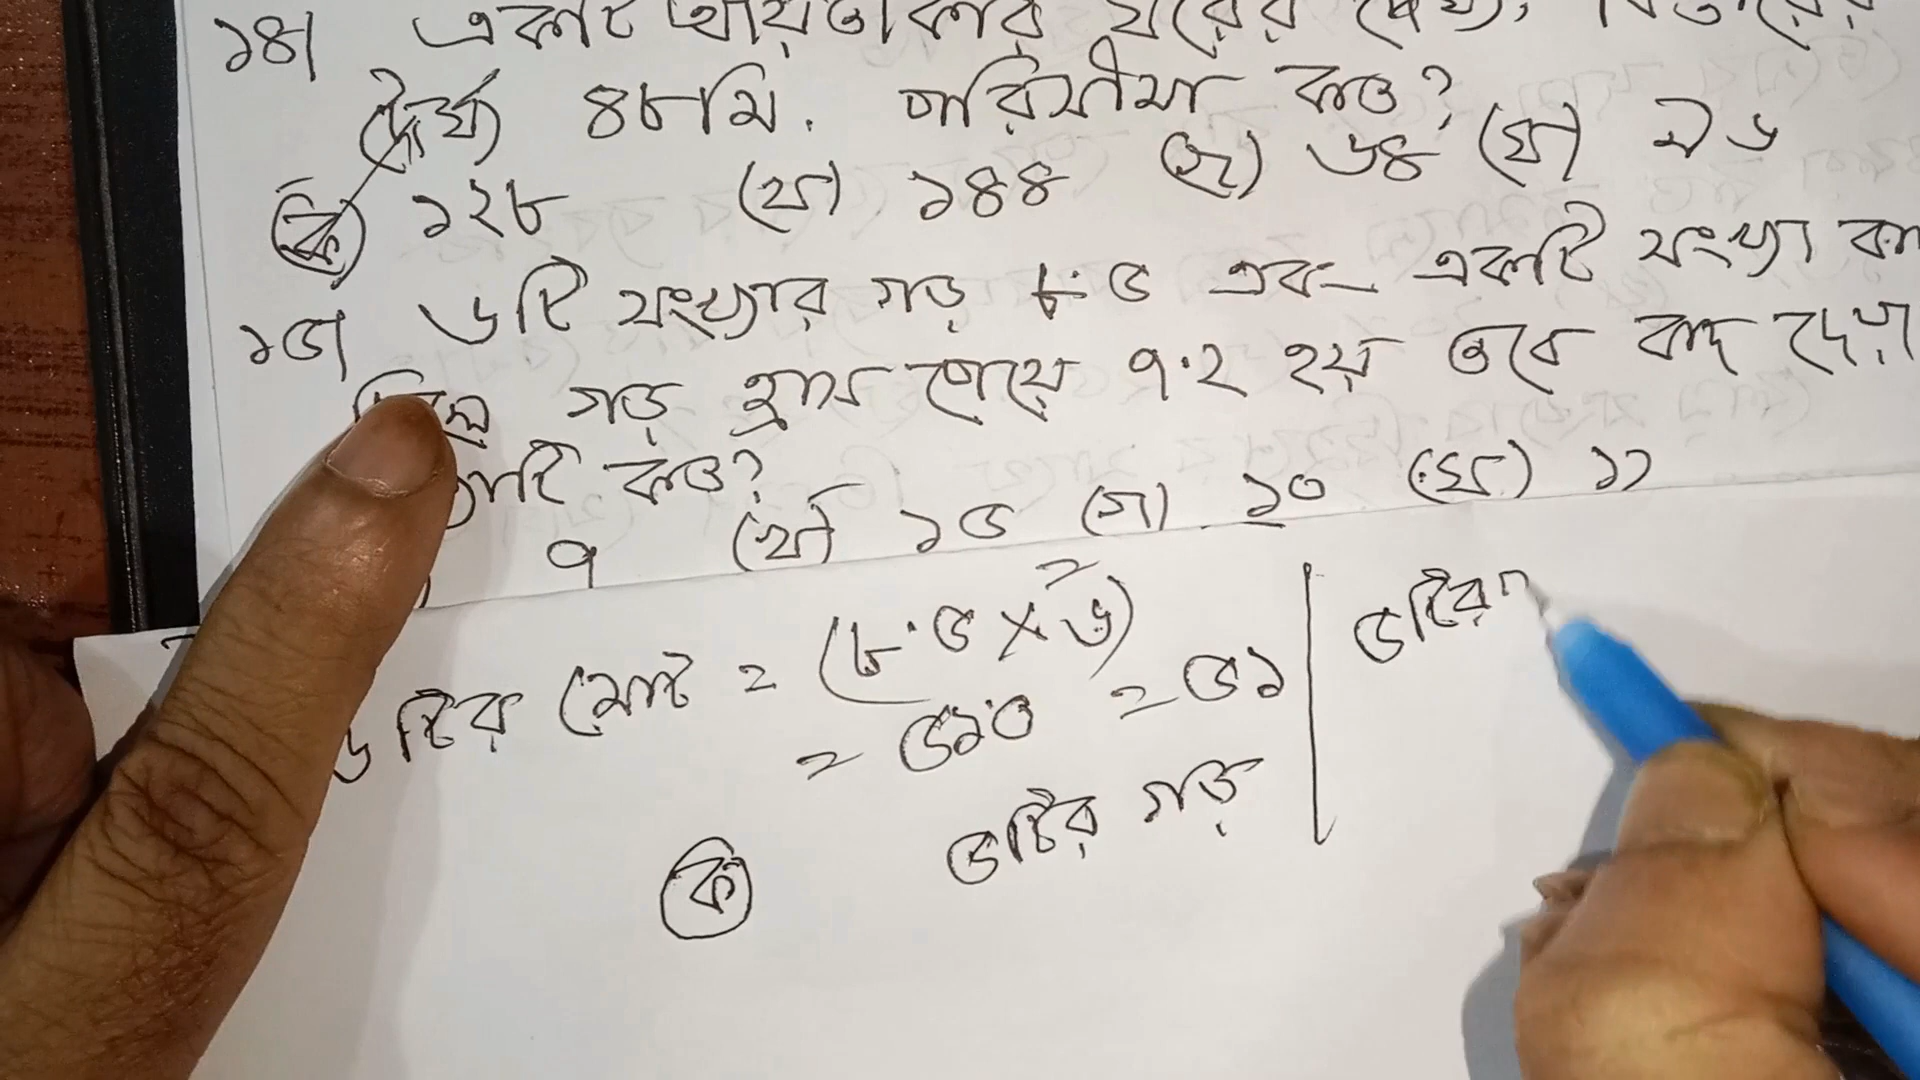 ১৪। একটি আয়তাকার ঘরের দৈর্ঘ্য, বিস্তারের
দৈর্ঘ্য ৪৮মি. পরিসীমা কত?
(ক) ১২৮ (খ) ১৪৪ (গ) ৬৪ (ঘ) ৯৬
১৫। ৬টি সংখ্যার গড় ৮.৫ এবং একটি সংখ্যা
গড় হ্রাস পেয়ে ৭.২ হয় তবে বাদ দেয়া
কত?
৭ (খ) ১৫ (গ) ১০ (ঘ) ১১
৬টির মোট = (৮.৫ × ৬)
= ৫১.০ = ৫১
৫টির গড়
(ক)
৫টির